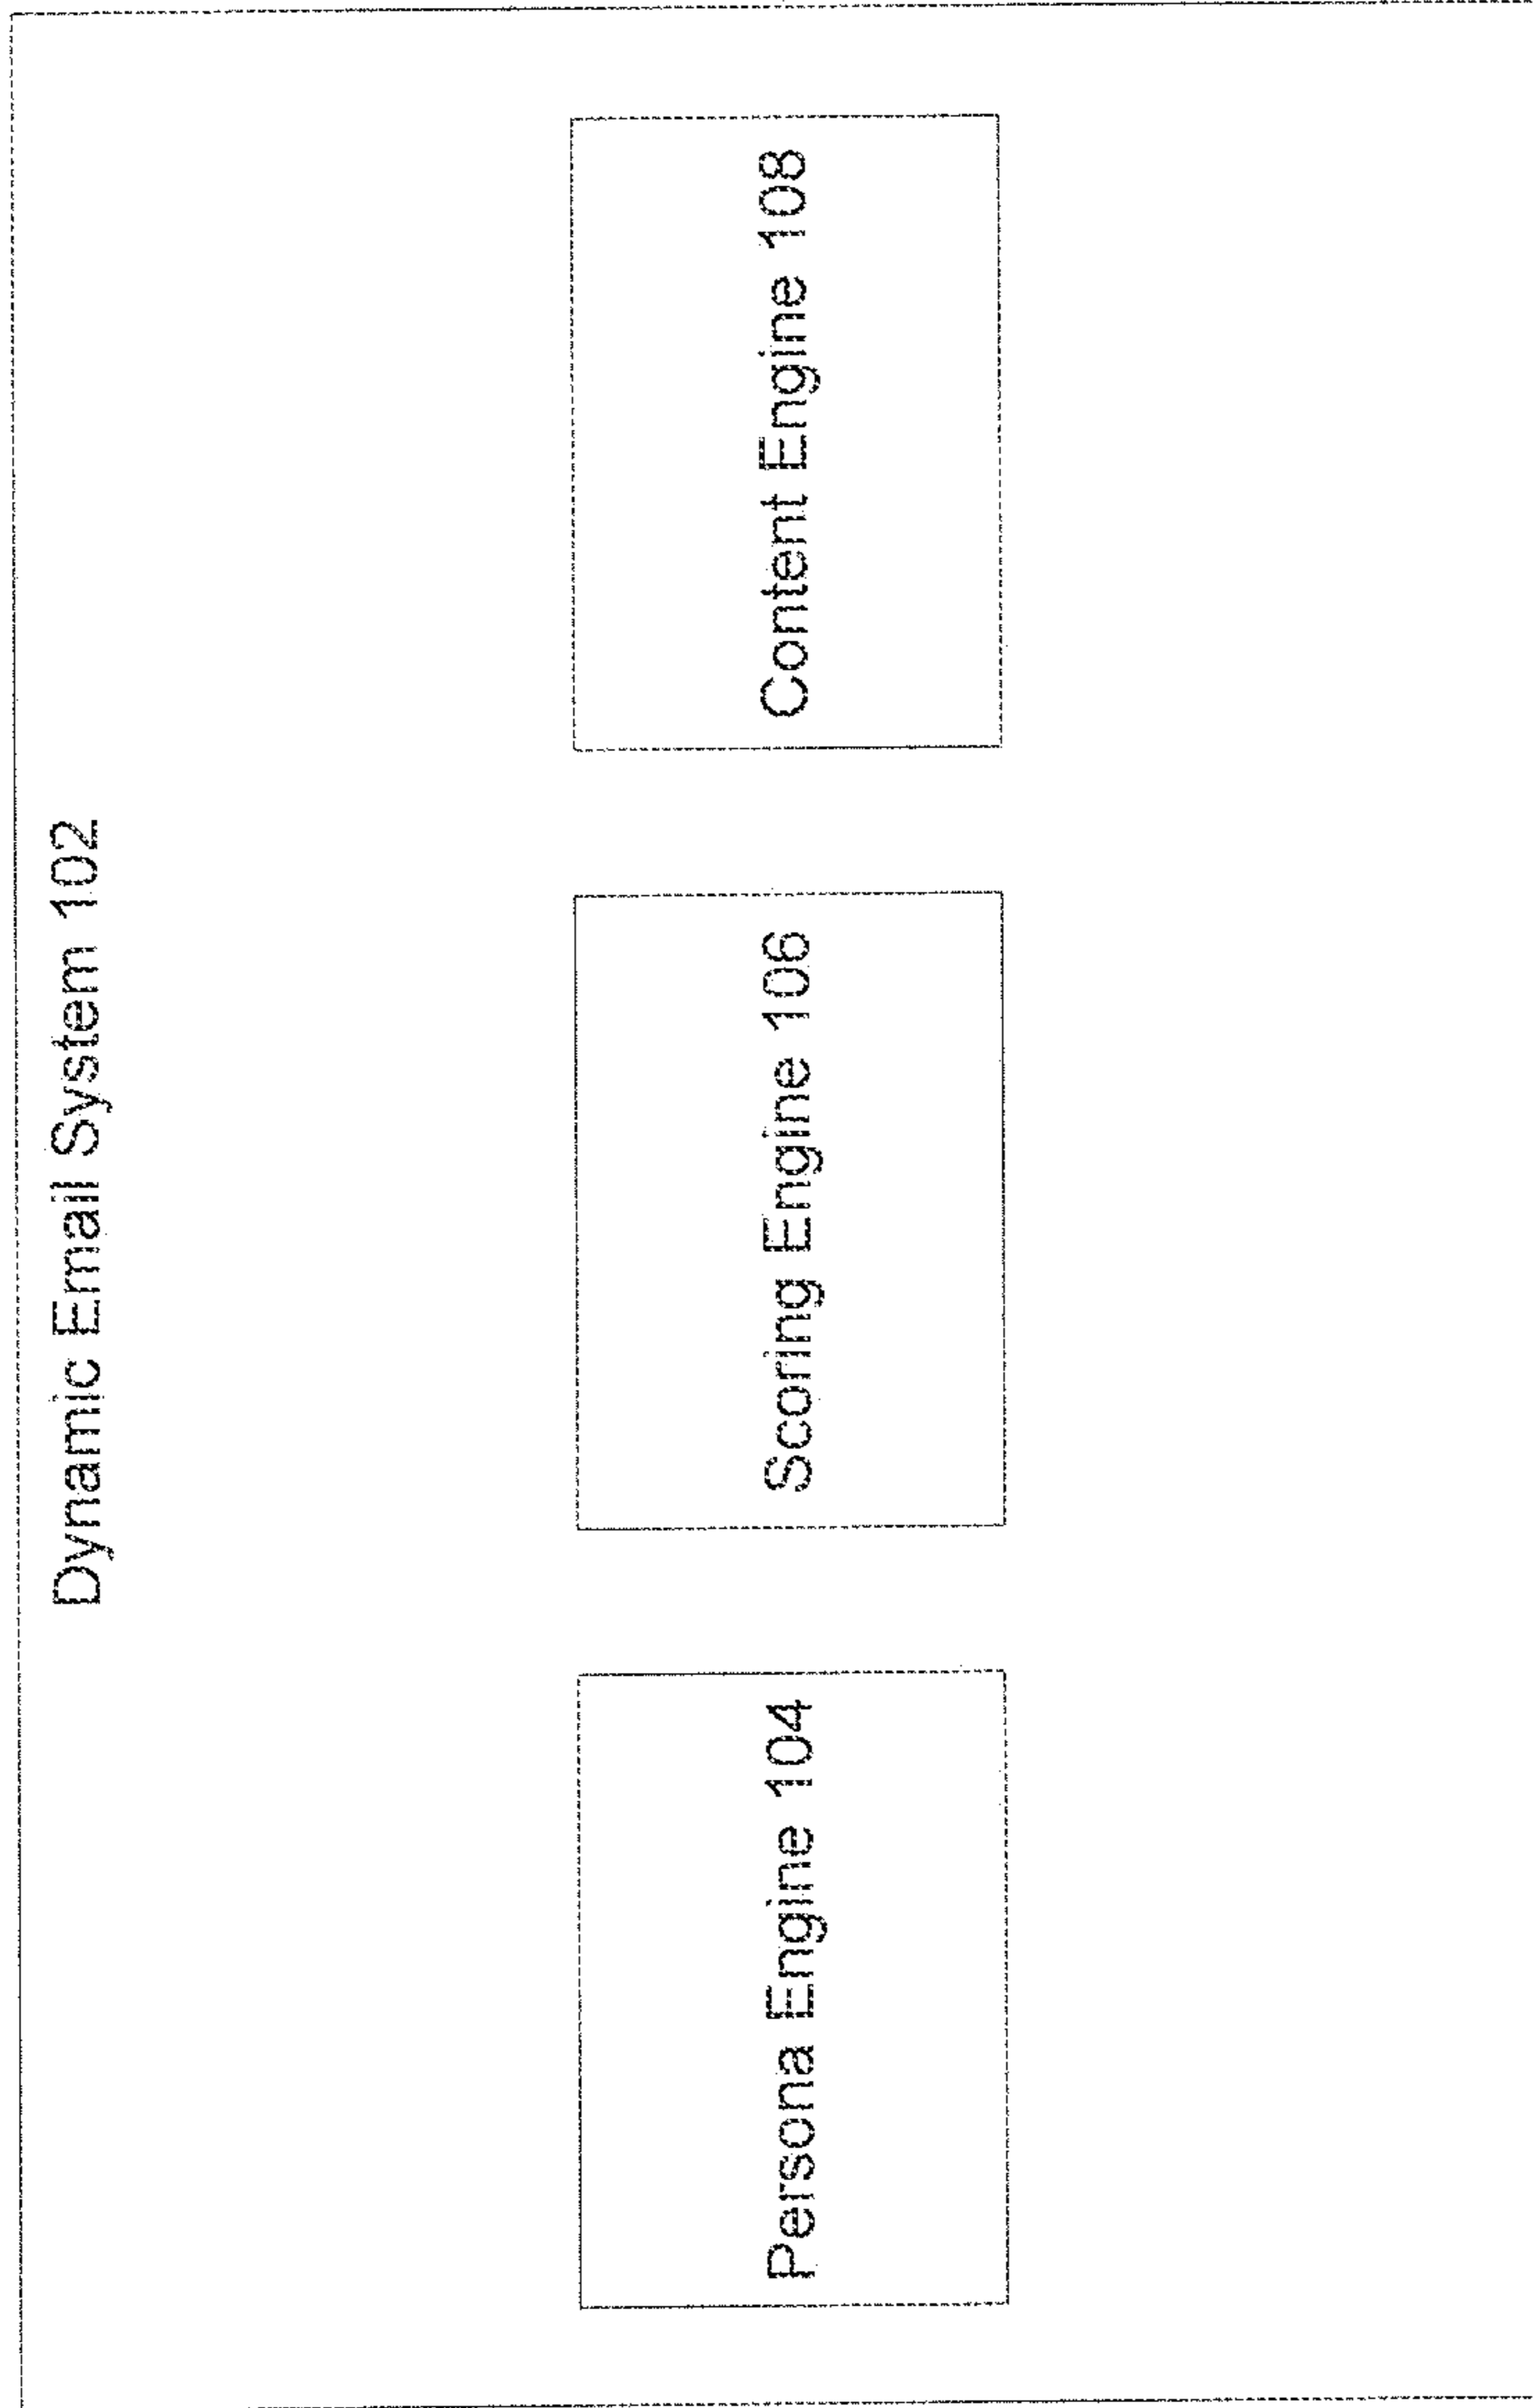 Dynamic Email System 102
Persona Engine 104
Scoring Engine 106
Content Engine 108